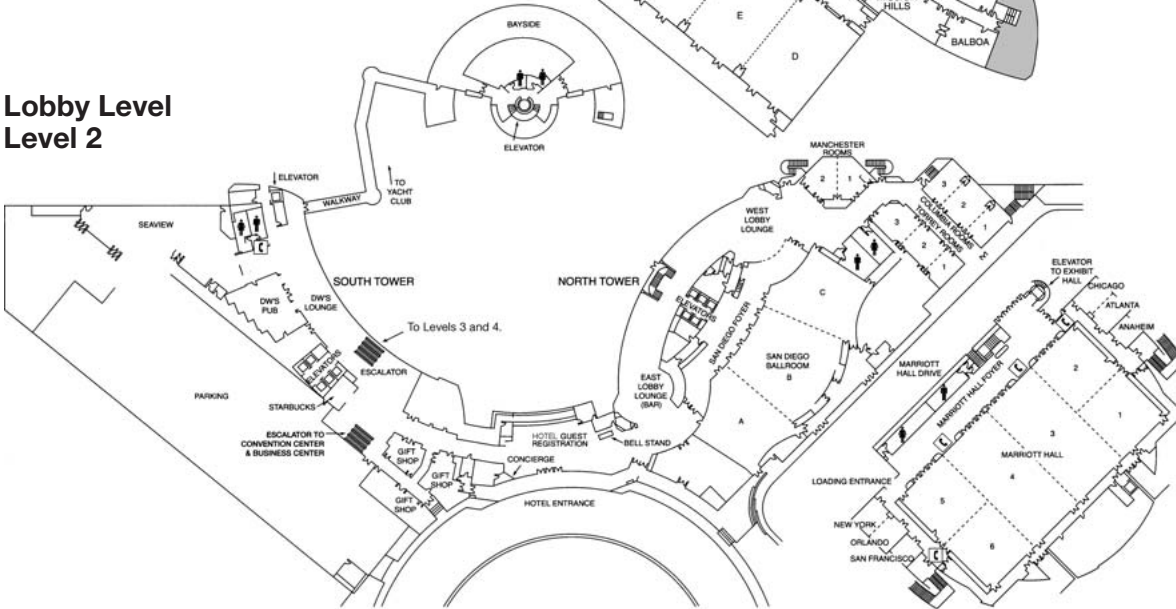 Lobby Level
Level 2
BAYSIDE
ELEVATOR
E
D
HILLS
BALBOA
ELEVATOR
WALKWAY
TO
YACHT
CLUB
SEAVIEW
SOUTH TOWER
NORTH TOWER
DW'S
PUB
DW'S
LOUNGE
To Levels 3 and 4.
ESCALATOR
ELEVATORS
STARBUCKS
PARKING
ESCALATOR TO
CONVENTION CENTER
& BUSINESS CENTER
GIFT
SHOP
GIFT
SHOP
GIFT
SHOP
CONCIERGE
HOTEL GUEST
REGISTRATION
BELL STAND
HOTEL ENTRANCE
EAST
LOBBY
LOUNGE
(BAR)
WEST
LOBBY
LOUNGE
ELEVATORS
SAN DIEGO FOYER
SAN DIEGO
BALLROOM
A
B
C
MANCHESTER
ROOMS
2
1
COLUMBIA ROOMS
3
2
1
TORREY ROOMS
3
2
1
ELEVATOR
TO EXHIBIT
HALL
CHICAGO
ATLANTA
ANAHEIM
MARRIOTT
HALL DRIVE
MARRIOTT HALL FOYER
MARRIOTT HALL
1
2
3
4
5
6
LOADING ENTRANCE
NEW YORK
ORLANDO
SAN FRANCISCO